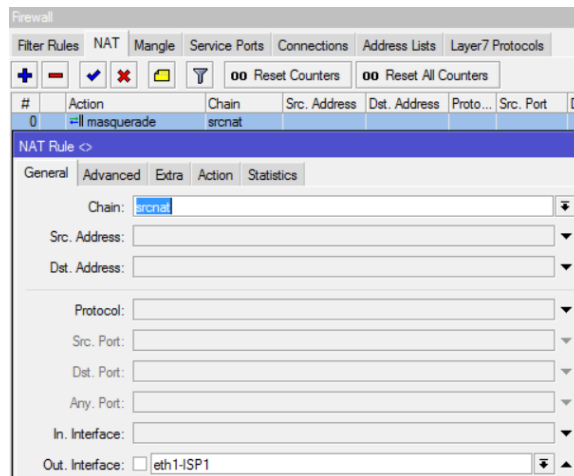 Firewall
Filter Rules NAT Mangle Service Ports Connections Address Lists Layer7 Protocols
00 Reset Counters 00 Reset All Counters
# Action Chain Src. Address Dst. Address Proto... Src. Port
0 masquerade srcnat
NAT Rule <>
General Advanced Extra Action Statistics
Chain: srcnat
Src. Address:
Dst. Address:
Protocol:
Src. Port:
Dst. Port:
Any. Port:
In. Interface:
Out. Interface: eth1-ISP1